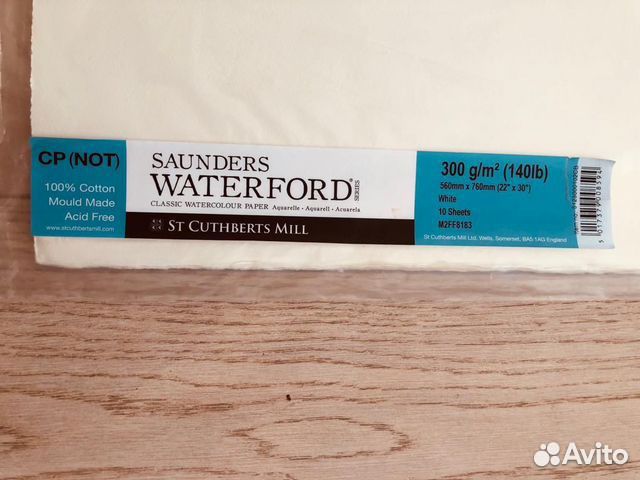 CP (NOT)
100% Cotton
Mould Made
Acid Free
www.stcuthbertsmill.com
SAUNDERS
WATERFORD®
SERIES
CLASSIC WATERCOLOUR PAPER Aquarelle • Aquarell • Acuarela
ST CUTHBERTS MILL
300 g/m² (140lb)
560mm x 760mm (22" x 30")
White
10 Sheets
M2FF8183
St Cuthberts Mill Ltd, Wells, Somerset, BA5 1AG England
Avito